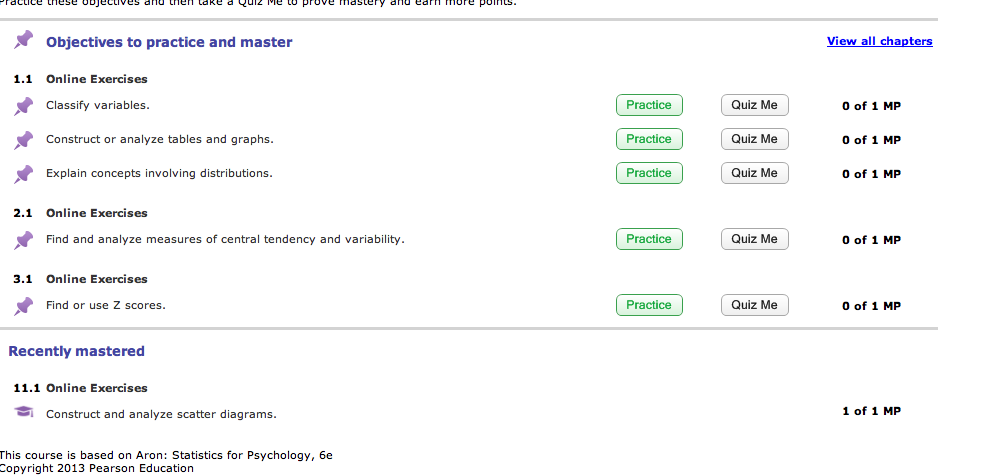 Practice these objectives and then take a Quiz Me to prove mastery and earn more points.
Objectives to practice and master View all chapters
1.1 Online Exercises
Classify variables. Practice Quiz Me 0 of 1 MP
Construct or analyze tables and graphs. Practice Quiz Me 0 of 1 MP
Explain concepts involving distributions. Practice Quiz Me 0 of 1 MP
2.1 Online Exercises
Find and analyze measures of central tendency and variability. Practice Quiz Me 0 of 1 MP
3.1 Online Exercises
Find or use Z scores. Practice Quiz Me 0 of 1 MP
Recently mastered
11.1 Online Exercises
Construct and analyze scatter diagrams. 1 of 1 MP
This course is based on Aron: Statistics for Psychology, 6e
Copyright 2013 Pearson Education